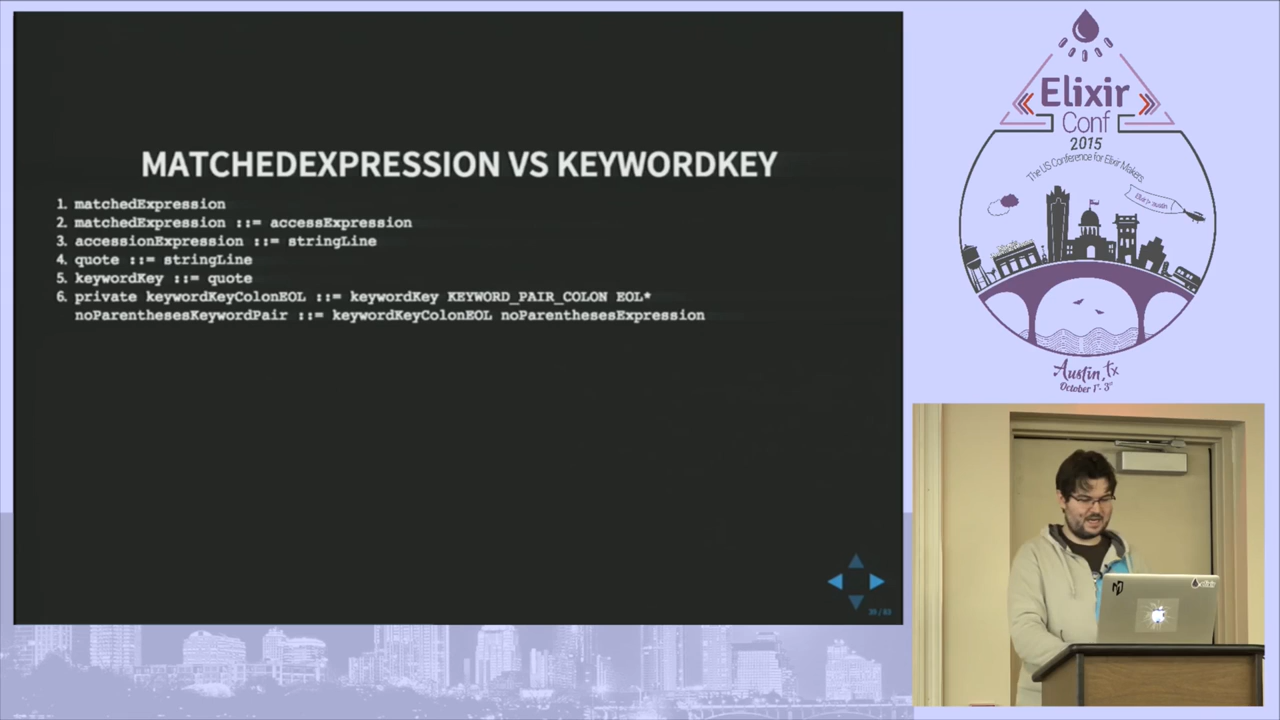 MATCHEDEXPRESSION VS KEYWORDKEY
1. matchedExpression
2. matchedExpression ::= accessExpression
3. accessionExpression ::= stringLine
4. quote ::= stringLine
5. keywordKey ::= quote
6. private keywordKeyColonEOL ::= keywordKey KEYWORD_PAIR_COLON EOL*
noParenthesesKeywordPair ::= keywordKeyColonEOL noParenthesesExpression
Elixir
Conf
2015
The US Conference for Elixir Makers
Austin, tx
October 1st - 3rd